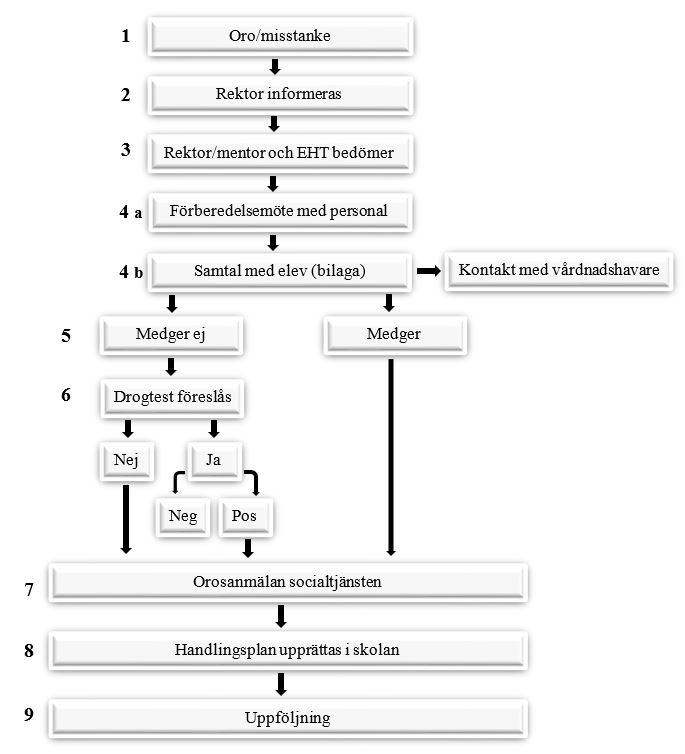 1 Oro/misstanke
2 Rektor informeras
3 Rektor/mentor och EHT bedömer
4 a Förberedelsemöte med personal
4 b Samtal med elev (bilaga) Kontakt med vårdnadshavare
5 Medger ej Medger
6 Drogtest föreslås
Nej Ja
Neg Pos
7 Orosanmälan socialtjänsten
8 Handlingsplan upprättas i skolan
9 Uppföljning